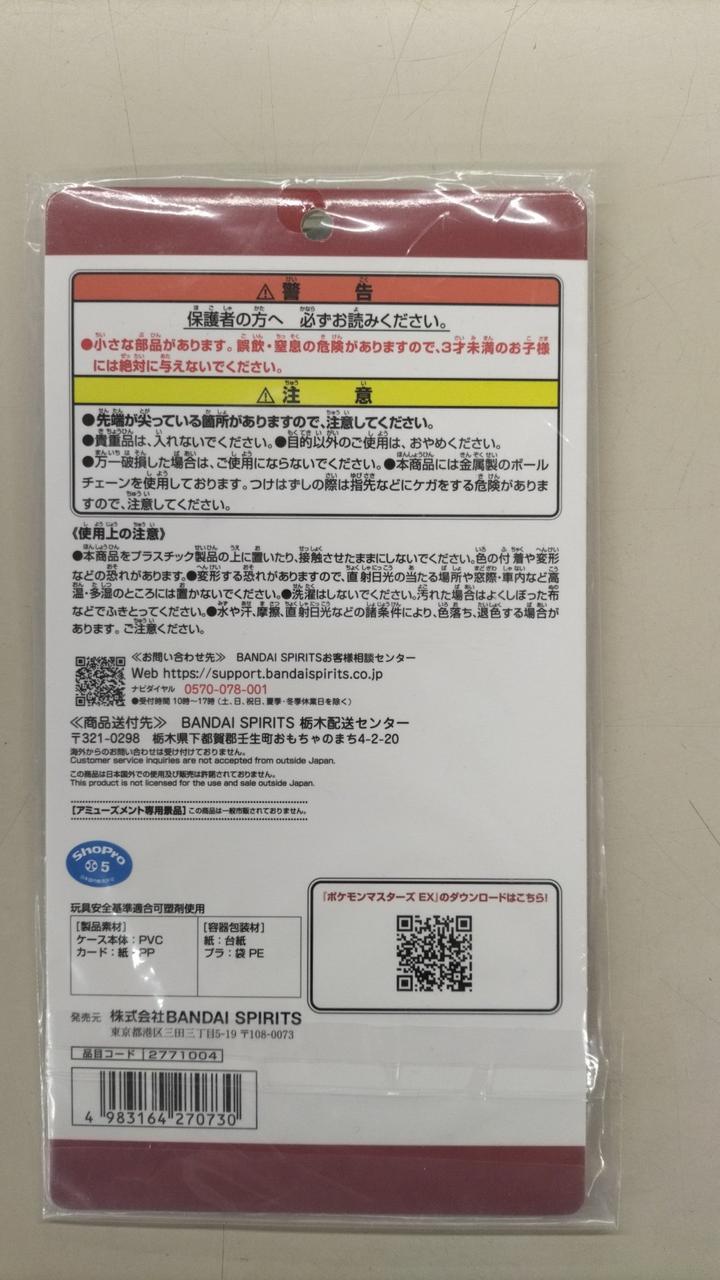 ⚠警告
保護者の方へ 必ずお読みください。
●小さな部品があります。誤飲・窒息の危険がありますので、3才未満のお子様
には絶対に与えないでください。
⚠注意
●先端が尖っている箇所がありますので、注意してください。
●貴重品は、入れないでください。●目的以外のご使用は、おやめください。
●万一破損した場合は、ご使用にならないでください。●本商品には金属製のボール
チェーンを使用しております。つけはずしの際は指先などにケガをする危険がありま
すので、注意してください。
《使用上の注意》
●本商品をプラスチック製品の上に置いたり、接触させたままにしないでください。色の付着や変形
などの恐れがあります。●変形する恐れがありますので、直射日光の当たる場所や窓際・車内など高
温・多湿のところには置かないでください。●洗濯はしないでください。汚れた場合はよくしぼった布
などでふきとってください。●水や汗、摩擦、直射日光などの諸条件により、色落ち、退色する場合が
あります。ご注意ください。
≪お問い合わせ先≫ BANDAI SPIRITSお客様相談センター
Web https://support.bandaispirits.co.jp
ナビダイヤル 0570-078-001
●受付時間 10時〜17時(土、日、祝日、夏季・冬季休業日を除く)
≪商品送付先≫ BANDAI SPIRITS 栃木配送センター
〒321-0298 栃木県下都賀郡壬生町おもちゃのまち4-2-20
海外からのお問い合わせは受け付けておりません。
Customer service inquiries are not accepted from outside Japan.
この商品は日本国外での使用及び販売は許諾されておりません。
This product is not licensed for the use and sale outside Japan.
【アミューズメント専用景品】この商品は一般市販されておりません。
ShoPro
5
『ポケモンマスターズ EX』のダウンロードはこちら!
玩具安全基準適合可塑剤使用
[製品素材]
ケース本体:PVC
カード:紙・PP
[容器包装材]
紙:台紙
プラ:袋 PE
発売元 株式会社BANDAI SPIRITS
東京都港区三田三丁目5-19 〒108-0073
品目コード 2771004
4 983164 270730